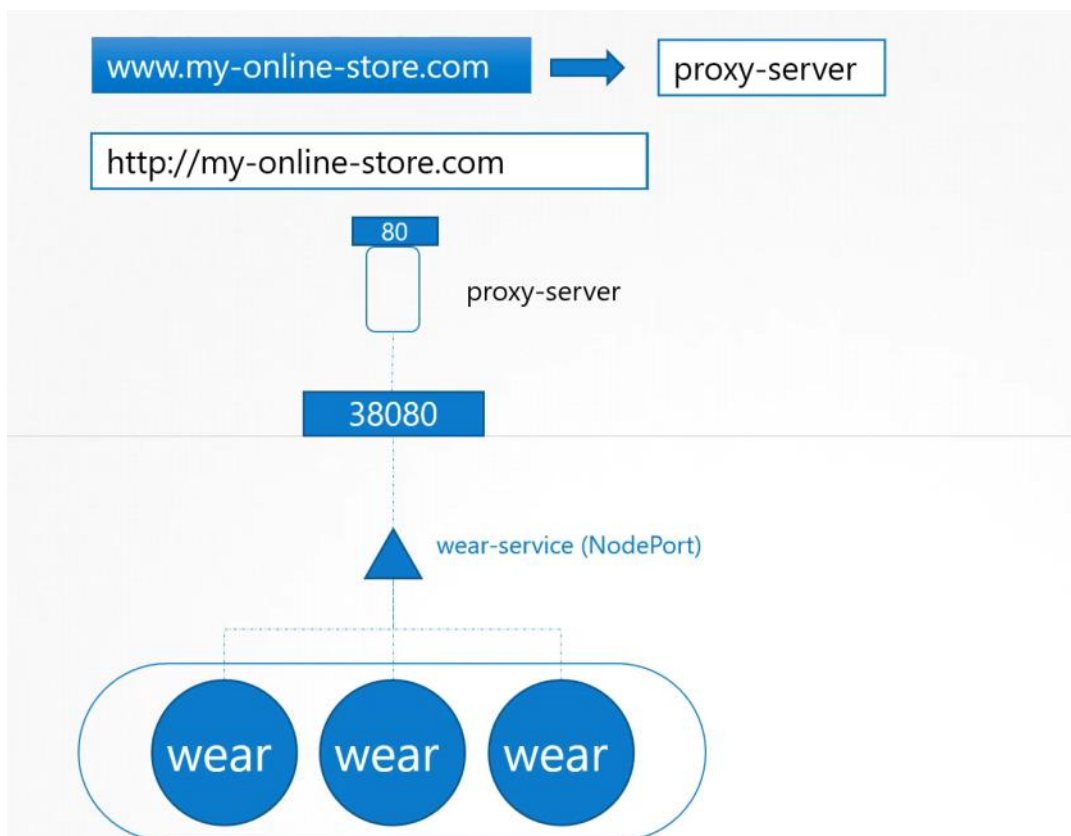 www.my-online-store.com proxy-server
http://my-online-store.com
80
proxy-server
38080
wear-service (NodePort)
wear wear wear